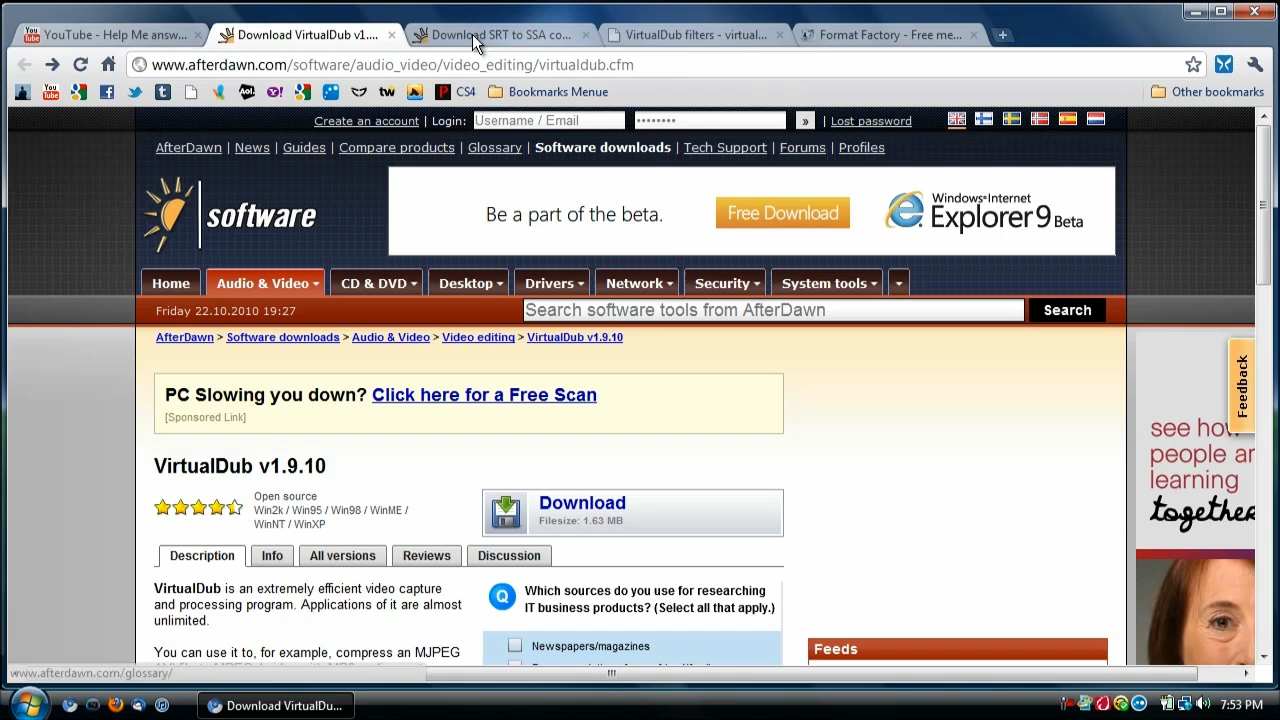 YouTube - Help Me answ...
Download VirtualDub v1....
Download SRT to SSA co...
VirtualDub filters - virtual...
Format Factory - Free me...
www.afterdawn.com/software/audio_video/video_editing/virtualdub.cfm
CS4
Bookmarks Menue
Other bookmarks
Create an account | Login: Username / Email •••••••• » | Lost password
AfterDawn | News | Guides | Compare products | Glossary | Software downloads | Tech Support | Forums | Profiles
software
Be a part of the beta.
Free Download
Windows Internet
Explorer 9 Beta
Home
Audio & Video
CD & DVD
Desktop
Drivers
Network
Security
System tools
Friday 22.10.2010 19:27
Search software tools from AfterDawn
Search
AfterDawn > Software downloads > Audio & Video > Video editing > VirtualDub v1.9.10
PC Slowing you down? Click here for a Free Scan
[Sponsored Link]
VirtualDub v1.9.10
Open source
Win2k / Win95 / Win98 / WinME /
WinNT / WinXP
Download
Filesize: 1.63 MB
Description
Info
All versions
Reviews
Discussion
VirtualDub is an extremely efficient video capture
and processing program. Applications of it are almost
unlimited.
You can use it to, for example, compress an MJPEG
Q
Which sources do you use for researching
IT business products? (Select all that apply.)
Newspapers/magazines
Feeds
Feedback
see how
people ar
learning
together
www.afterdawn.com/glossary/
Download VirtualDu...
7:53 PM